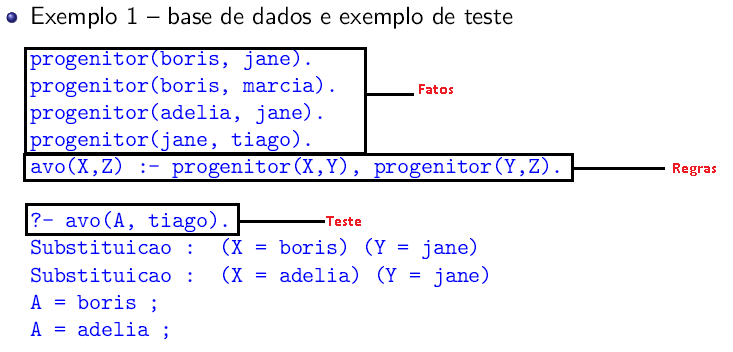 Exemplo 1 – base de dados e exemplo de teste
progenitor(boris, jane).
progenitor(boris, marcia).
Fatos
progenitor(adelia, jane).
progenitor(jane, tiago).
avo(X,Z) :- progenitor(X,Y), progenitor(Y,Z).
Regras
?- avo(A, tiago).
Teste
Substituicao :  (X = boris) (Y = jane)
Substituicao :  (X = adelia) (Y = jane)
A = boris ;
A = adelia ;